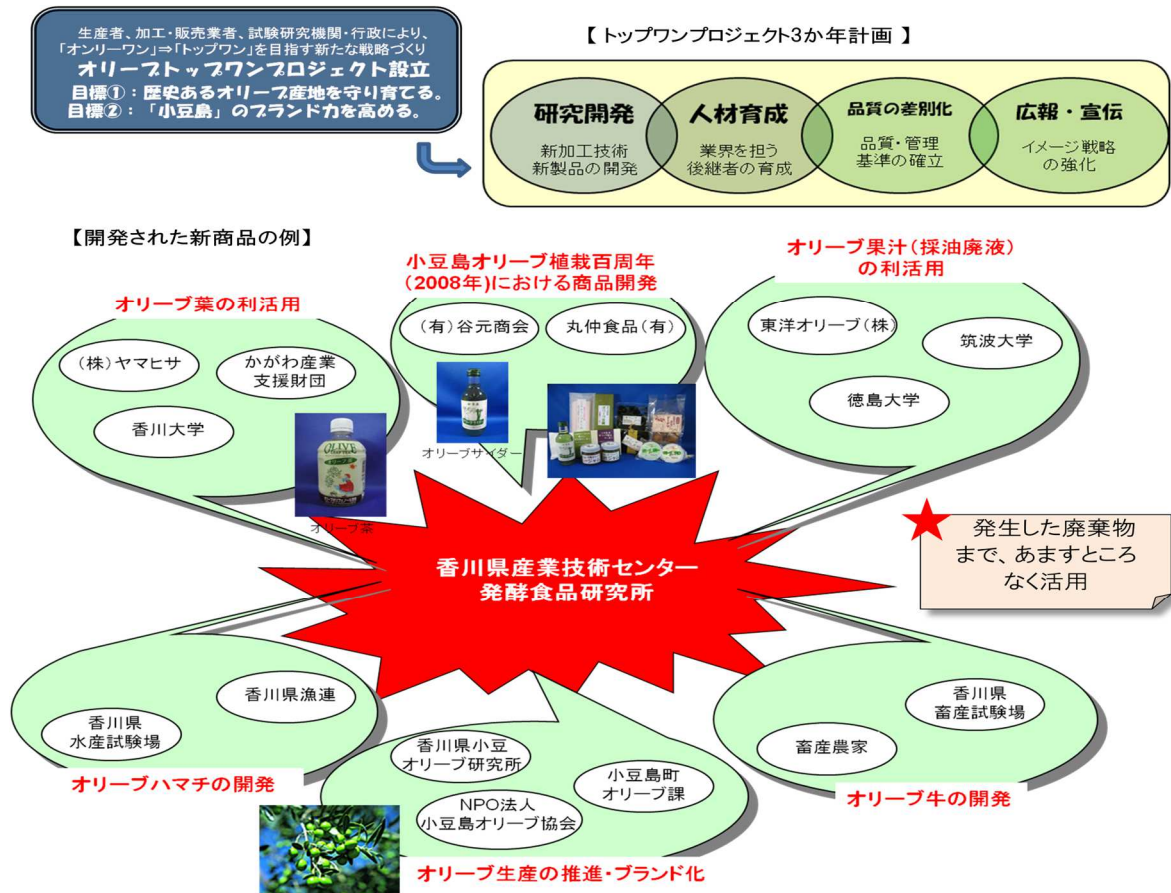 生産者、加工・販売業者、試験研究機関・行政により、
「オンリーワン」⇒「トップワン」を目指す新たな戦略づくり
オリーブトップワンプロジェクト設立
目標①：歴史あるオリーブ産地を守り育てる。
目標②：「小豆島」のブランド力を高める。
【 トップワンプロジェクト3か年計画 】
研究開発
新加工技術
新製品の開発
人材育成
業界を担う
後継者の育成
品質の差別化
品質・管理
基準の確立
広報・宣伝
イメージ戦略
の強化
【開発された新商品の例】
オリーブ葉の利活用
(株)ヤマヒサ
かがわ産業
支援財団
香川大学
OLIVE
オリーブ茶
小豆島オリーブ植栽百周年
(2008年)における商品開発
(有)谷元商会
丸仲食品(有)
オリーブサイダー
オリーブ果汁(採油廃液)
の利活用
東洋オリーブ(株)
筑波大学
徳島大学
香川県産業技術センター
発酵食品研究所
★
発生した廃棄物
まで、あますところ
なく活用
香川県漁連
香川県
水産試験場
オリーブハマチの開発
香川県小豆
オリーブ研究所
小豆島町
オリーブ課
NPO法人
小豆島オリーブ協会
オリーブ生産の推進・ブランド化
香川県
畜産試験場
畜産農家
オリーブ牛の開発